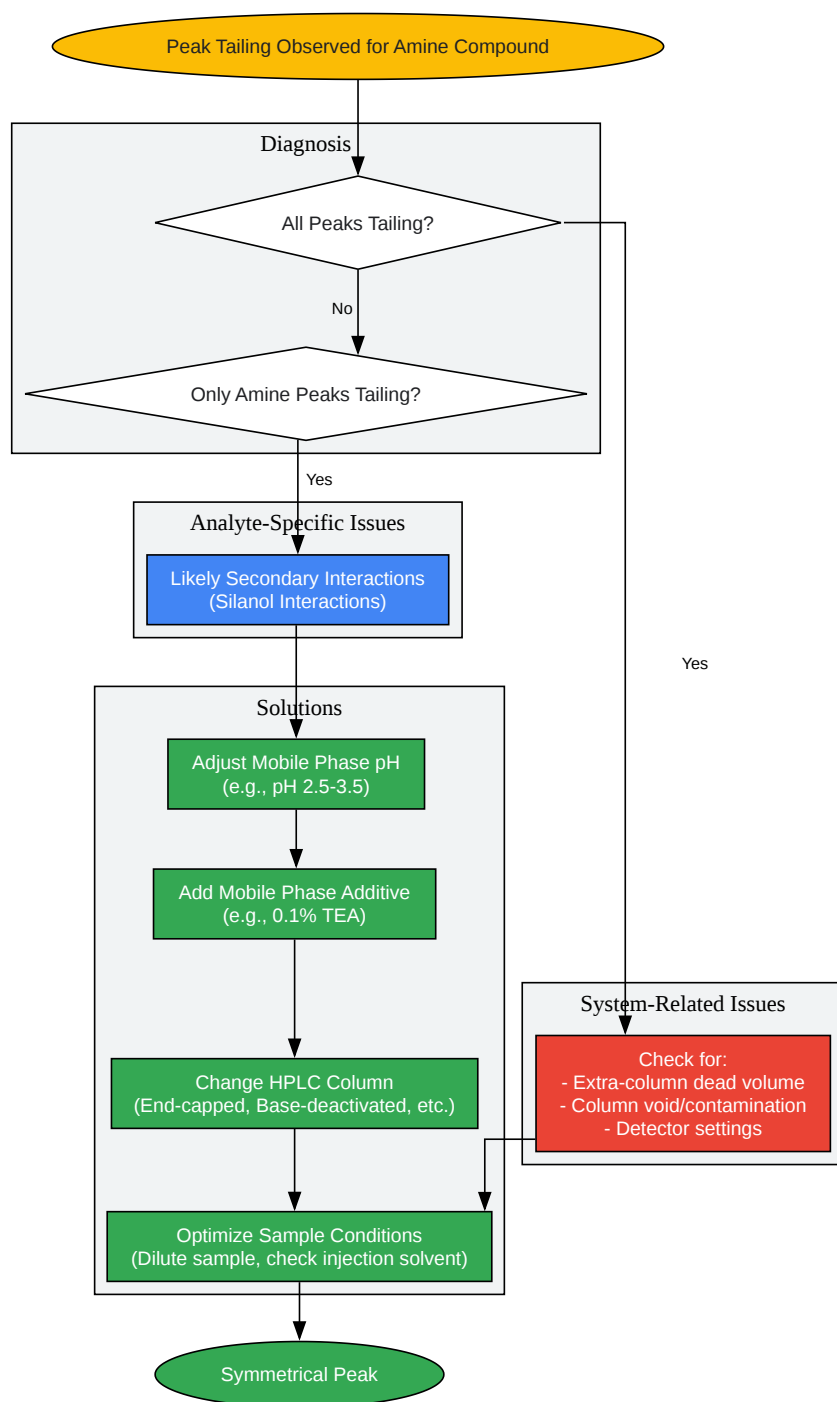 Peak Tailing Observed for Amine Compound
Diagnosis
All Peaks Tailing?
No
Only Amine Peaks Tailing?
Yes
Analyte-Specific Issues
Likely Secondary Interactions
(Silanol Interactions)
Yes
Solutions
Adjust Mobile Phase pH
(e.g., pH 2.5-3.5)
Add Mobile Phase Additive
(e.g., 0.1% TEA)
System-Related Issues
Check for:
- Extra-column dead volume
- Column void/contamination
- Detector settings
Change HPLC Column
(End-capped, Base-deactivated, etc.)
Optimize Sample Conditions
(Dilute sample, check injection solvent)
Symmetrical Peak